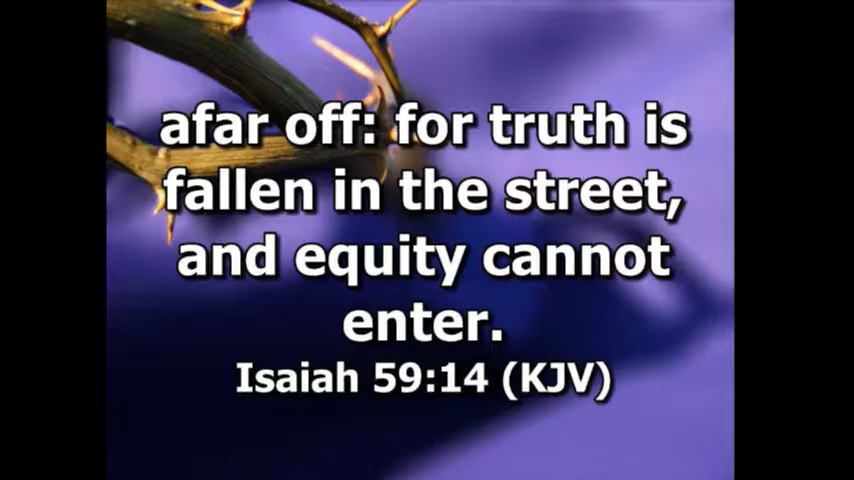 afar off: for truth is
fallen in the street,
and equity cannot
enter.
Isaiah 59:14 (KJV)